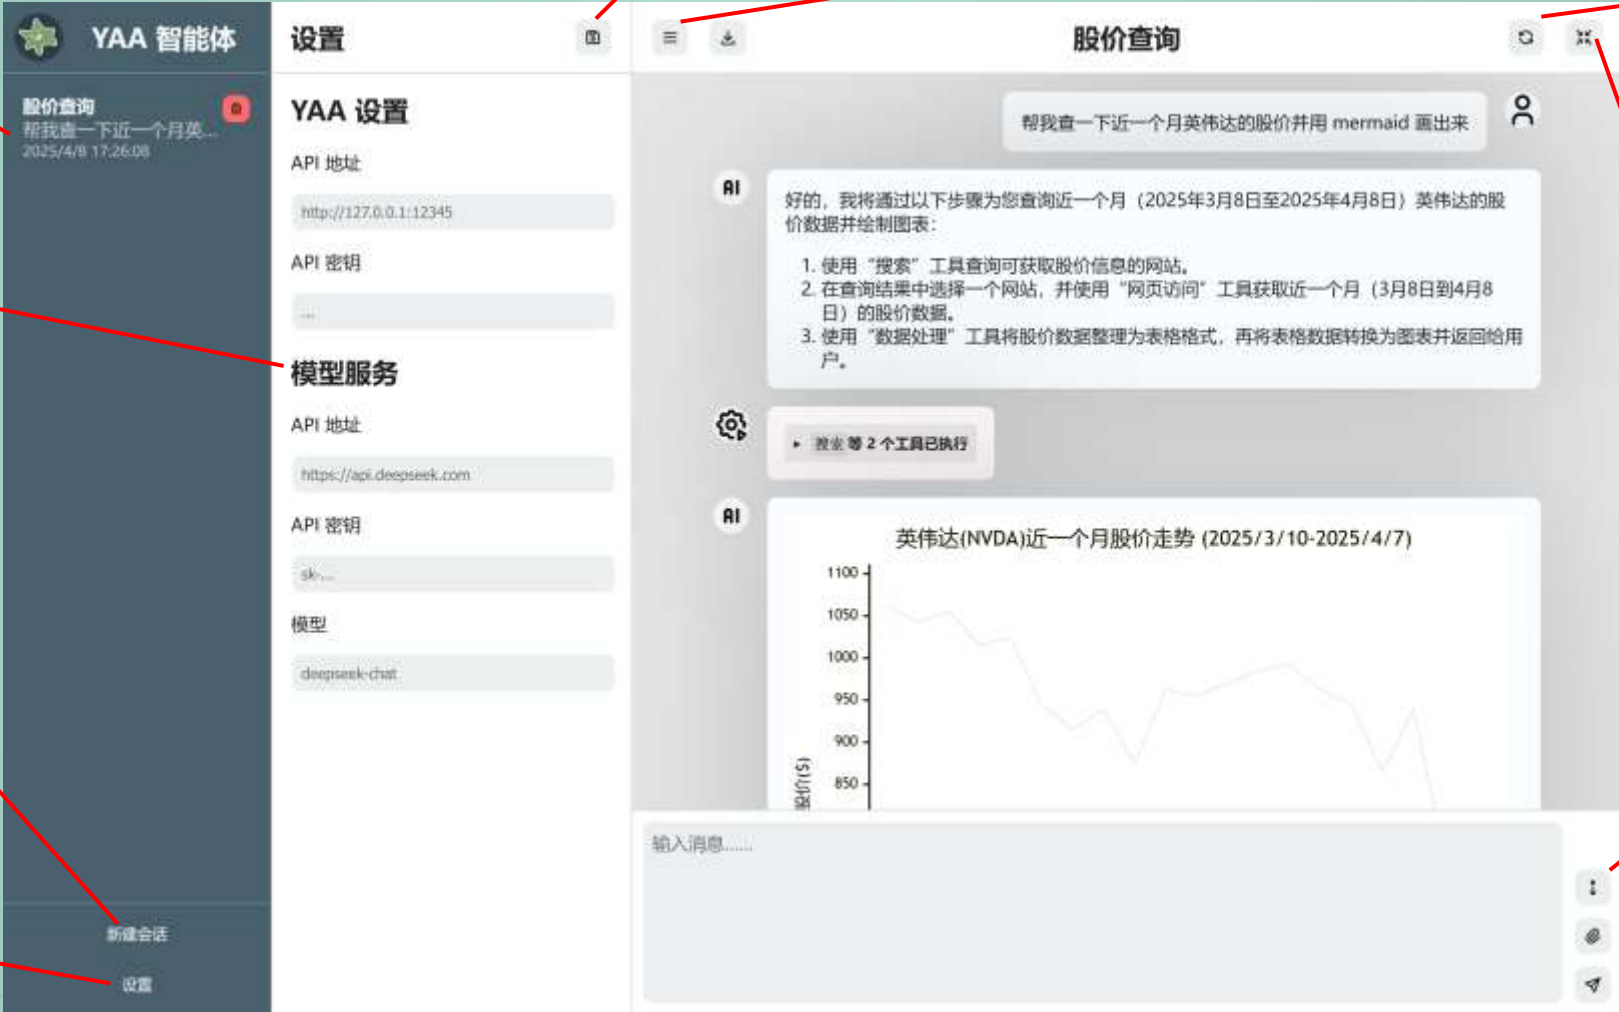 YAA 智能体
股价查询
帮我查一下近一个月英...
2025/4/8 17:26:08
新建会话
设置
设置
YAA 设置
API 地址
http://127.0.0.1:12345
API 密钥
...
模型服务
API 地址
https://api.deepseek.com
API 密钥
sk-...
模型
deepseek-chat
股价查询
帮我查一下近一个月英伟达的股价并用 mermaid 画出来
AI
好的，我将通过以下步骤为您查询近一个月（2025年3月8日至2025年4月8日）英伟达的股
价数据并绘制图表：
1. 使用“搜索”工具查询可获取股价信息的网站。
2. 在查询结果中选择一个网站，并使用“网页访问”工具获取近一个月（3月8日到4月8
日）的股价数据。
3. 使用“数据处理”工具将股价数据整理为表格格式，再将表格数据转换为图表并返回给用
户。
搜索 等 2 个工具已执行
AI
英伟达(NVDA)近一个月股价走势 (2025/3/10-2025/4/7)
1100
1050
1000
950
900
850
股价($)
输入消息......